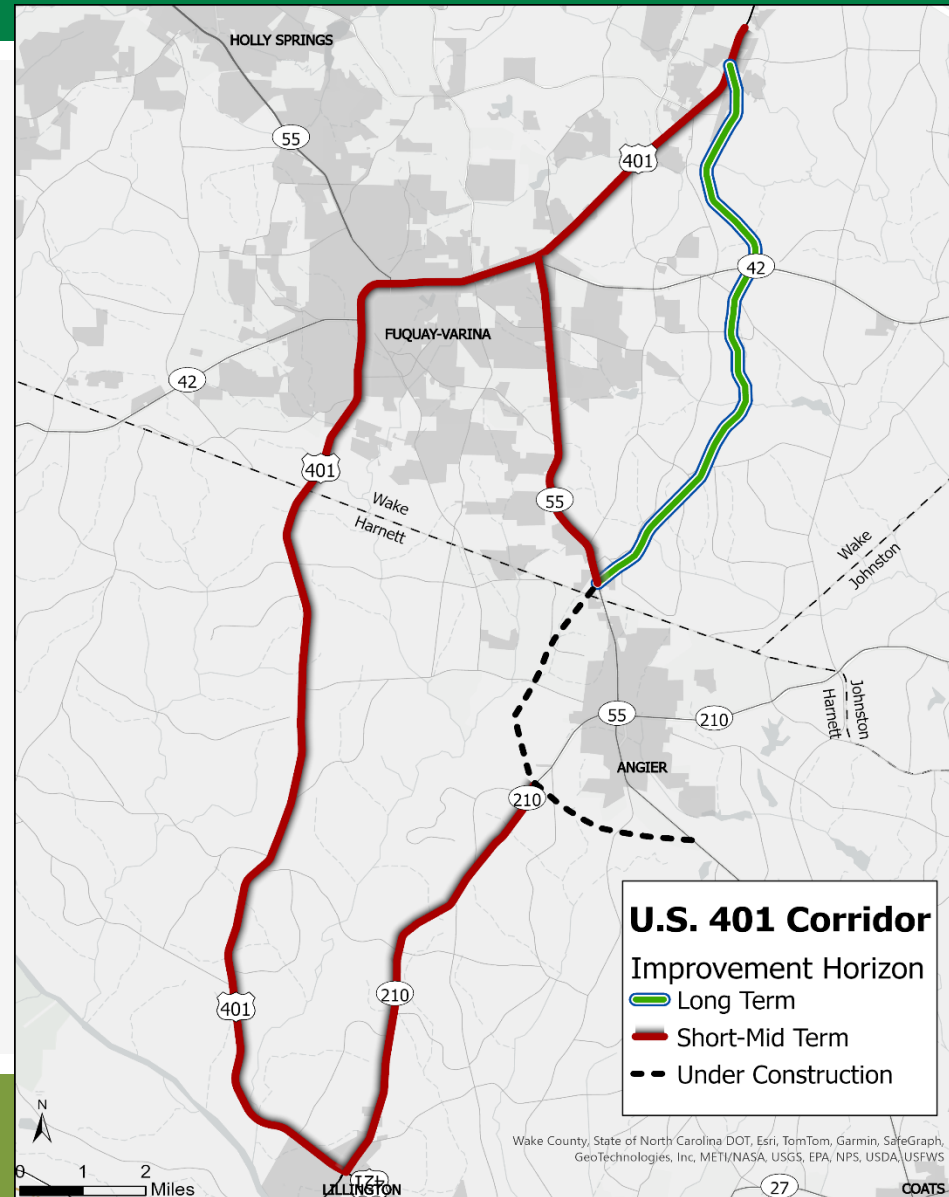 HOLLY SPRINGS
55
401
42
FUQUAY-VARINA
42
401
Wake
Harnett
55
Wake
Johnston
Johnston
Harnett
55
210
ANGIER
210
U.S. 401 Corridor
Improvement Horizon
Long Term
Short-Mid Term
Under Construction
210
401
N
0 1 2
Miles
Wake County, State of North Carolina DOT, Esri, TomTom, Garmin, SafeGraph,
GeoTechnologies, Inc, METI/NASA, USGS, EPA, NPS, USDA, USFWS
421
LILLINGTON
27
COATS